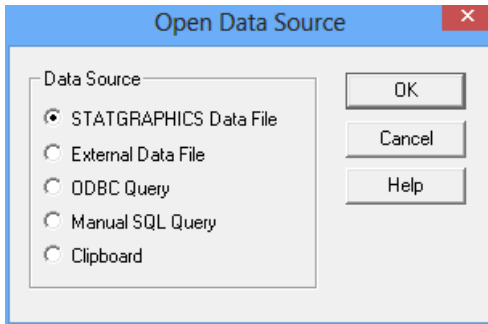 Open Data Source
Data Source
STATGRAPHICS Data File
External Data File
ODBC Query
Manual SQL Query
Clipboard
OK
Cancel
Help